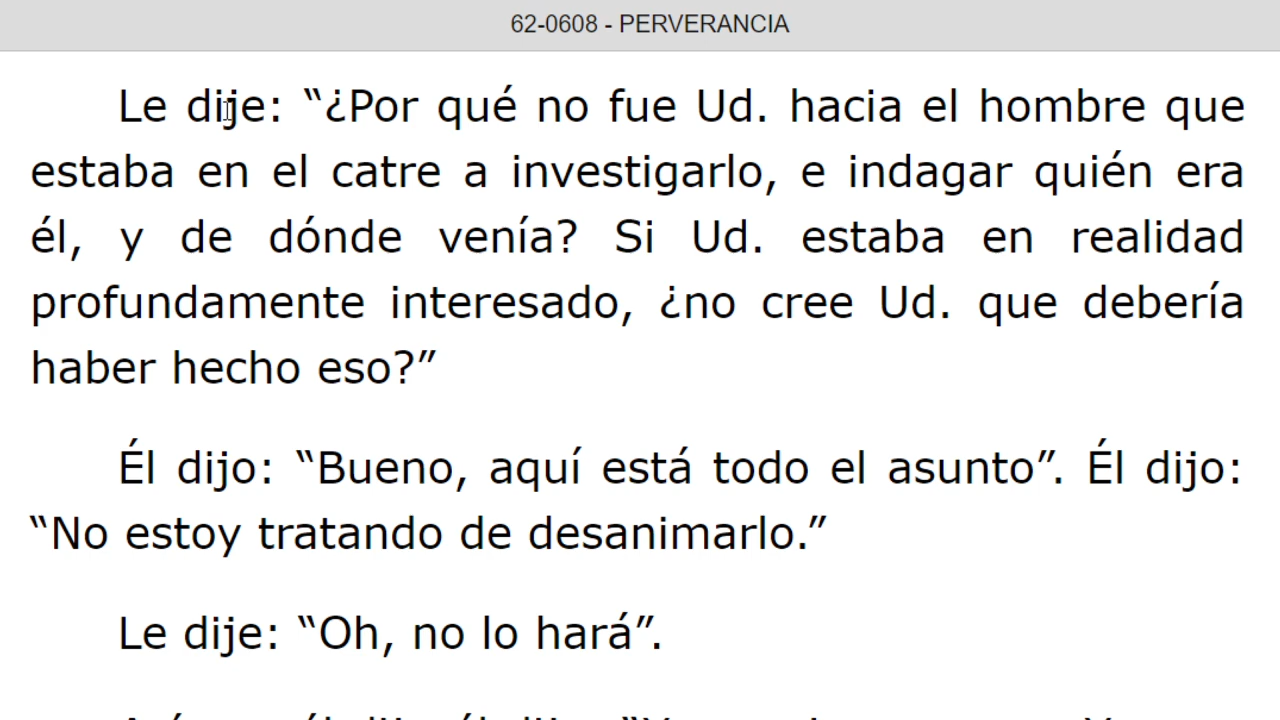 62-0608 - PERVERANCIA
Le dije: “¿Por qué no fue Ud. hacia el hombre que
estaba en el catre a investigarlo, e indagar quién era
él, y de dónde venía? Si Ud. estaba en realidad
profundamente interesado, ¿no cree Ud. que debería
haber hecho eso?”
Él dijo: “Bueno, aquí está todo el asunto”. Él dijo:
“No estoy tratando de desanimarlo.”
Le dije: “Oh, no lo hará”.